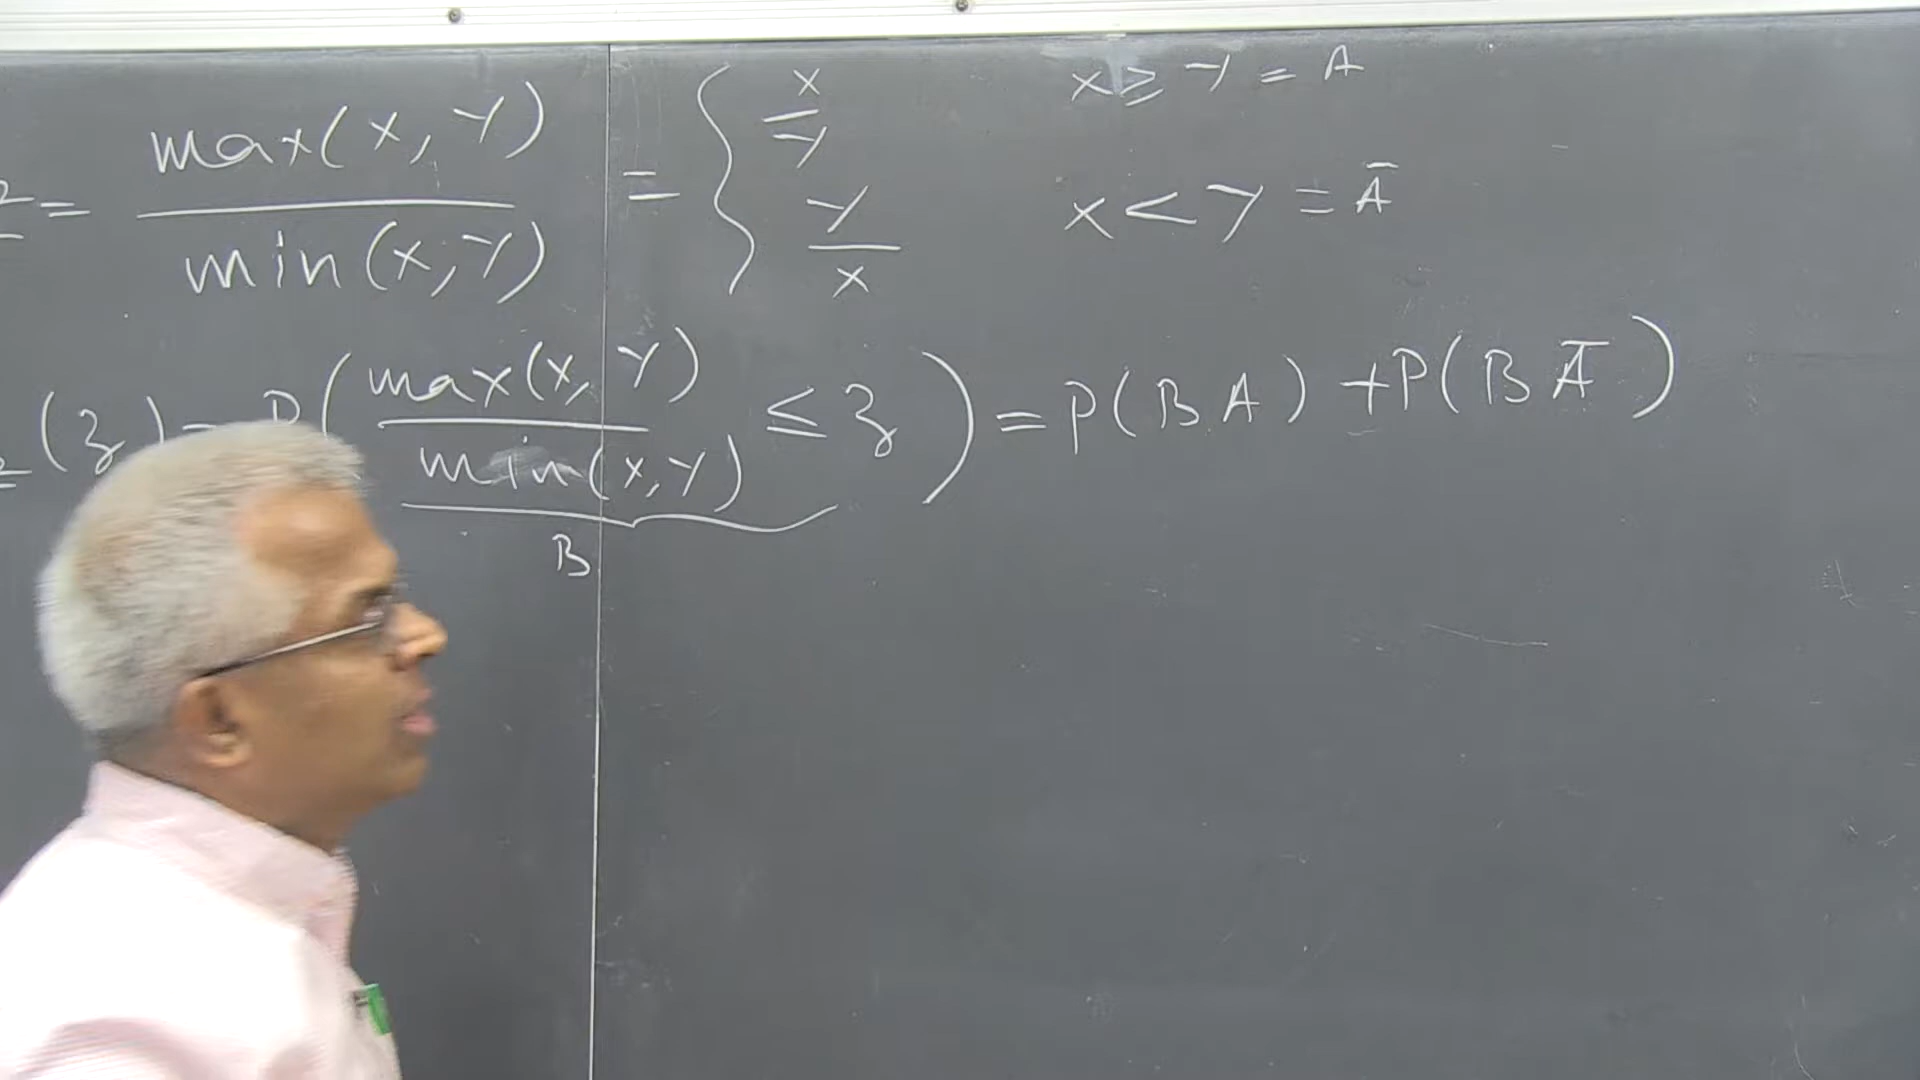 = max(x, y) / min(x, y) = { x/y    x ≥ y = A
y/x    x < y = Ā
(z) = P( max(x, y) / min(x, y) ≤ z ) = P(BA) + P(BĀ)
B